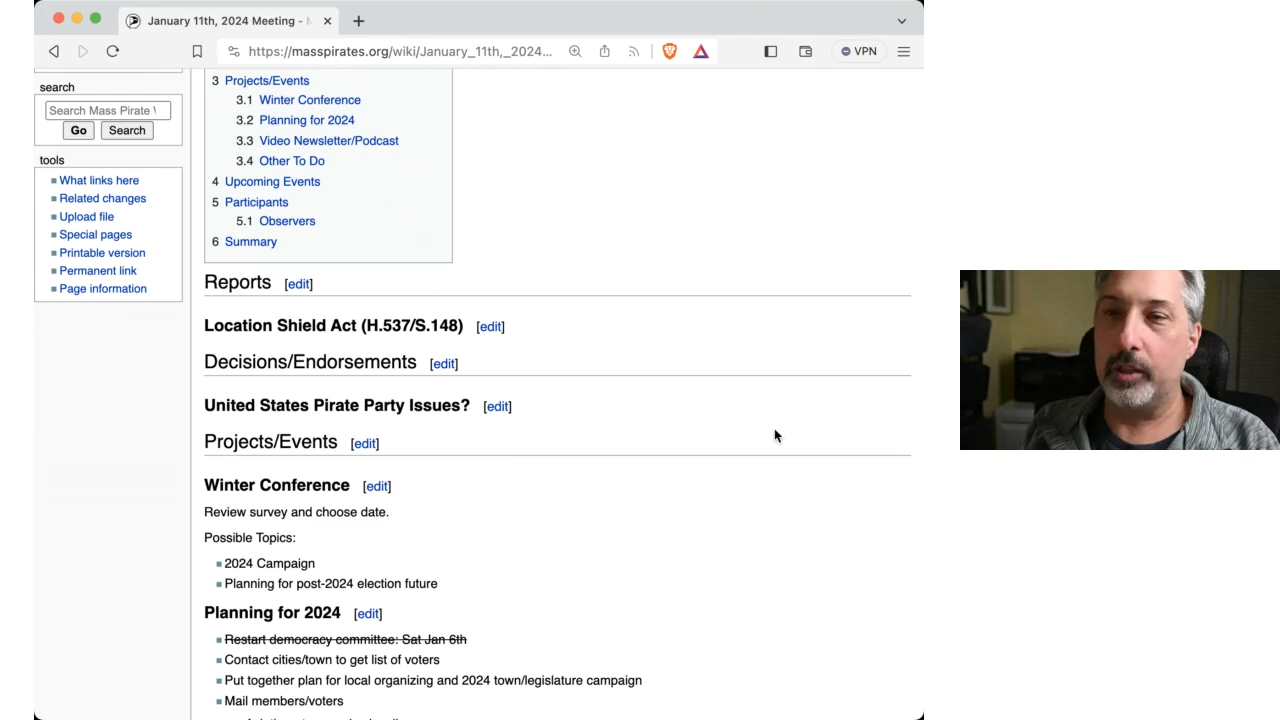 January 11th, 2024 Meeting -
https://masspirates.org/wiki/January_11th,_2024...
VPN
search
Search Mass Pirate
Go Search
tools
What links here
Related changes
Upload file
Special pages
Printable version
Permanent link
Page information
3 Projects/Events
3.1 Winter Conference
3.2 Planning for 2024
3.3 Video Newsletter/Podcast
3.4 Other To Do
4 Upcoming Events
5 Participants
5.1 Observers
6 Summary
Reports [edit]
Location Shield Act (H.537/S.148) [edit]
Decisions/Endorsements [edit]
United States Pirate Party Issues? [edit]
Projects/Events [edit]
Winter Conference [edit]
Review survey and choose date.
Possible Topics:
2024 Campaign
Planning for post-2024 election future
Planning for 2024 [edit]
Restart democracy committee: Sat Jan 6th
Contact cities/town to get list of voters
Put together plan for local organizing and 2024 town/legislature campaign
Mail members/voters